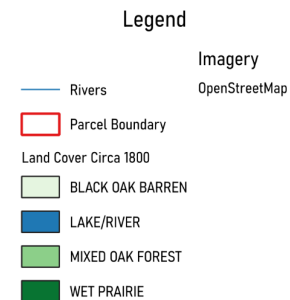 Legend
Imagery
OpenStreetMap
Rivers
Parcel Boundary
Land Cover Circa 1800
BLACK OAK BARREN
LAKE/RIVER
MIXED OAK FOREST
WET PRAIRIE